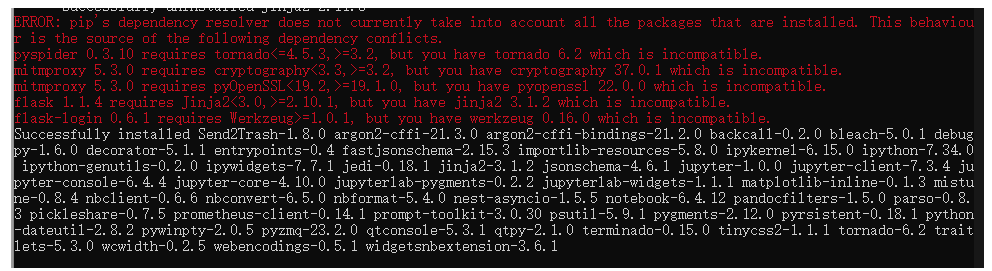 Successfully uninstalled Jinja2-2.11.3
ERROR: pip's dependency resolver does not currently take into account all the packages that are installed. This behaviou
r is the source of the following dependency conflicts.
pyspider 0.3.10 requires tornado<=4.5.3,>=3.2, but you have tornado 6.2 which is incompatible.
mitmproxy 5.3.0 requires cryptography<3.3,>=3.2, but you have cryptography 37.0.1 which is incompatible.
mitmproxy 5.3.0 requires pyOpenSSL<19.2,>=19.1.0, but you have pyopenssl 22.0.0 which is incompatible.
flask 1.1.4 requires Jinja2<3.0,>=2.10.1, but you have jinja2 3.1.2 which is incompatible.
flask-login 0.6.1 requires Werkzeug>=1.0.1, but you have werkzeug 0.16.0 which is incompatible.
Successfully installed Send2Trash-1.8.0 argon2-cffi-21.3.0 argon2-cffi-bindings-21.2.0 backcall-0.2.0 bleach-5.0.1 debug
py-1.6.0 decorator-5.1.1 entrypoints-0.4 fastjsonschema-2.15.3 importlib-resources-5.8.0 ipykernel-6.15.0 ipython-7.34.0
ipython-genutils-0.2.0 ipywidgets-7.7.1 jedi-0.18.1 jinja2-3.1.2 jsonschema-4.6.1 jupyter-1.0.0 jupyter-client-7.3.4 ju
pyter-console-6.4.4 jupyter-core-4.10.0 jupyterlab-pygments-0.2.2 jupyterlab-widgets-1.1.1 matplotlib-inline-0.1.3 mistu
ne-0.8.4 nbclient-0.6.6 nbconvert-6.5.0 nbformat-5.4.0 nest-asyncio-1.5.5 notebook-6.4.12 pandocfilters-1.5.0 parso-0.8.
3 pickleshare-0.7.5 prometheus-client-0.14.1 prompt-toolkit-3.0.30 psutil-5.9.1 pygments-2.12.0 pyrsistent-0.18.1 python
-dateutil-2.8.2 pywinpty-2.0.5 pyzmq-23.2.0 qtconsole-5.3.1 qtpy-2.1.0 terminado-0.15.0 tinycss2-1.1.1 tornado-6.2 trait
lets-5.3.0 wcwidth-0.2.5 webencodings-0.5.1 widgetsnbextension-3.6.1